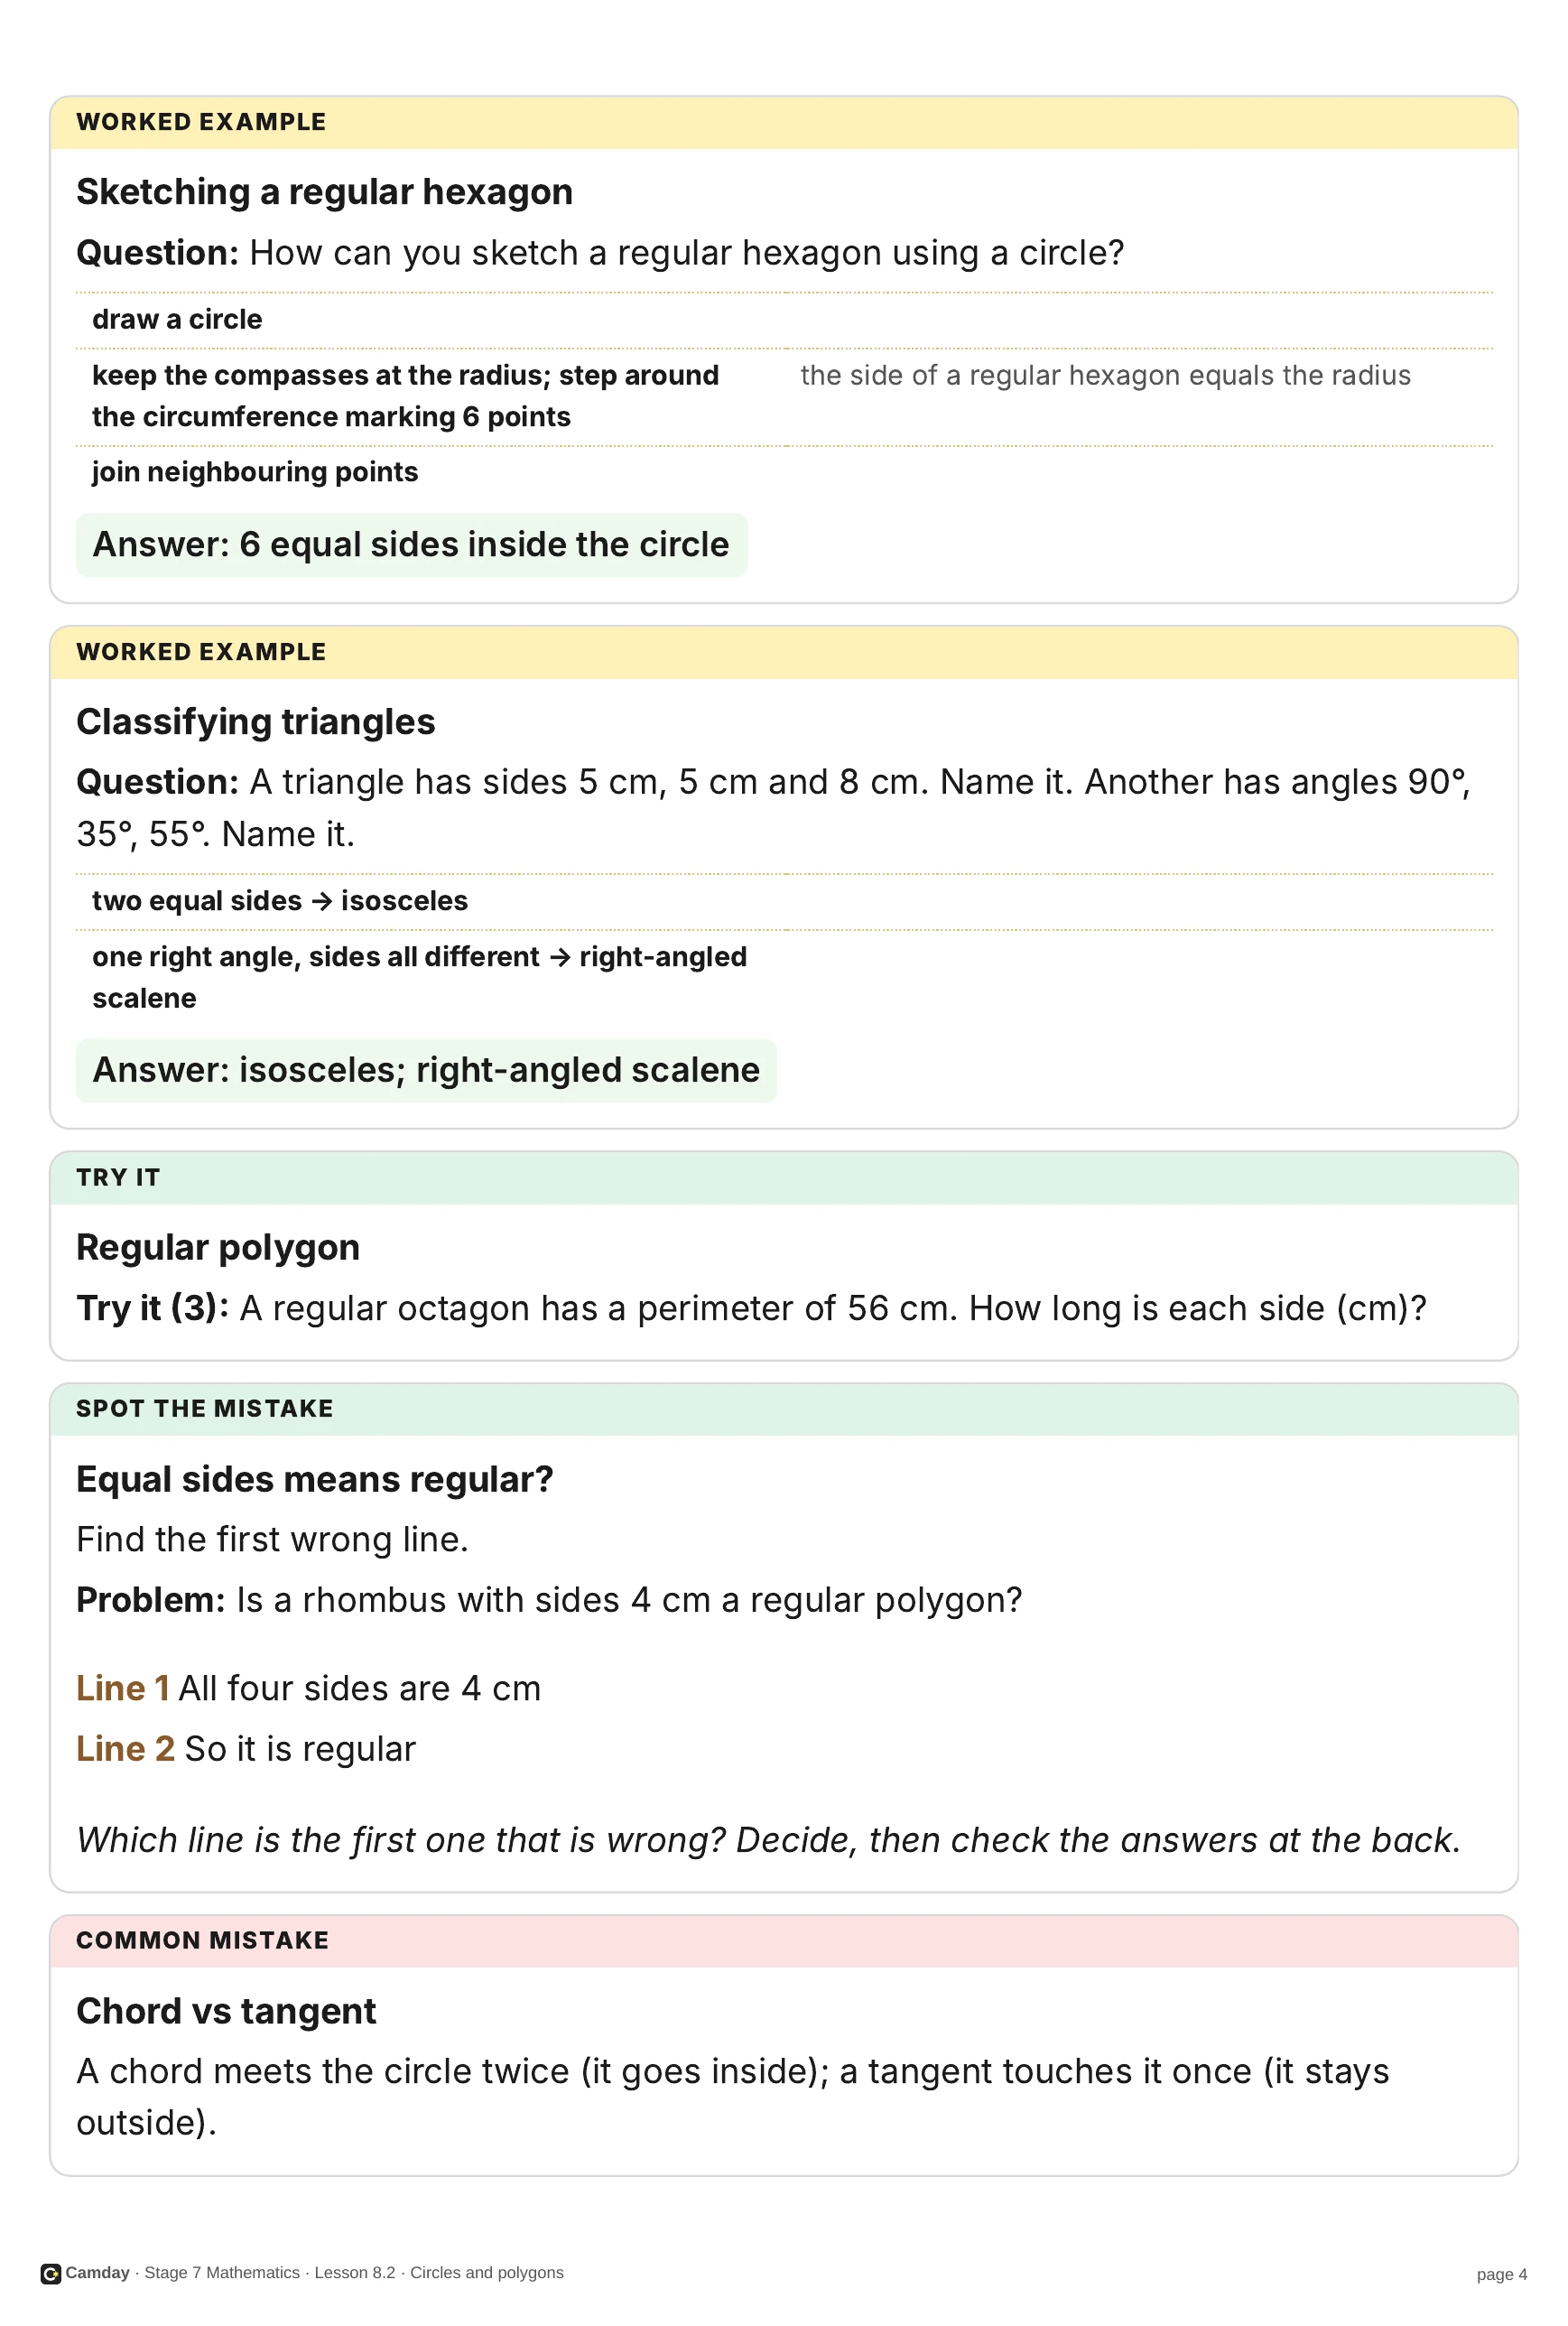 WORKED EXAMPLE
Sketching a regular hexagon
Question: How can you sketch a regular hexagon using a circle?
draw a circle
keep the compasses at the radius; step around
the circumference marking 6 points
the side of a regular hexagon equals the radius
join neighbouring points
Answer: 6 equal sides inside the circle
WORKED EXAMPLE
Classifying triangles
Question: A triangle has sides 5 cm, 5 cm and 8 cm. Name it. Another has angles 90°,
35°, 55°. Name it.
two equal sides → isosceles
one right angle, sides all different → right-angled
scalene
Answer: isosceles; right-angled scalene
TRY IT
Regular polygon
Try it (3): A regular octagon has a perimeter of 56 cm. How long is each side (cm)?
SPOT THE MISTAKE
Equal sides means regular?
Find the first wrong line.
Problem: Is a rhombus with sides 4 cm a regular polygon?
Line 1 All four sides are 4 cm
Line 2 So it is regular
Which line is the first one that is wrong? Decide, then check the answers at the back.
COMMON MISTAKE
Chord vs tangent
A chord meets the circle twice (it goes inside); a tangent touches it once (it stays
outside).
Camday · Stage 7 Mathematics · Lesson 8.2 · Circles and polygons
page 4